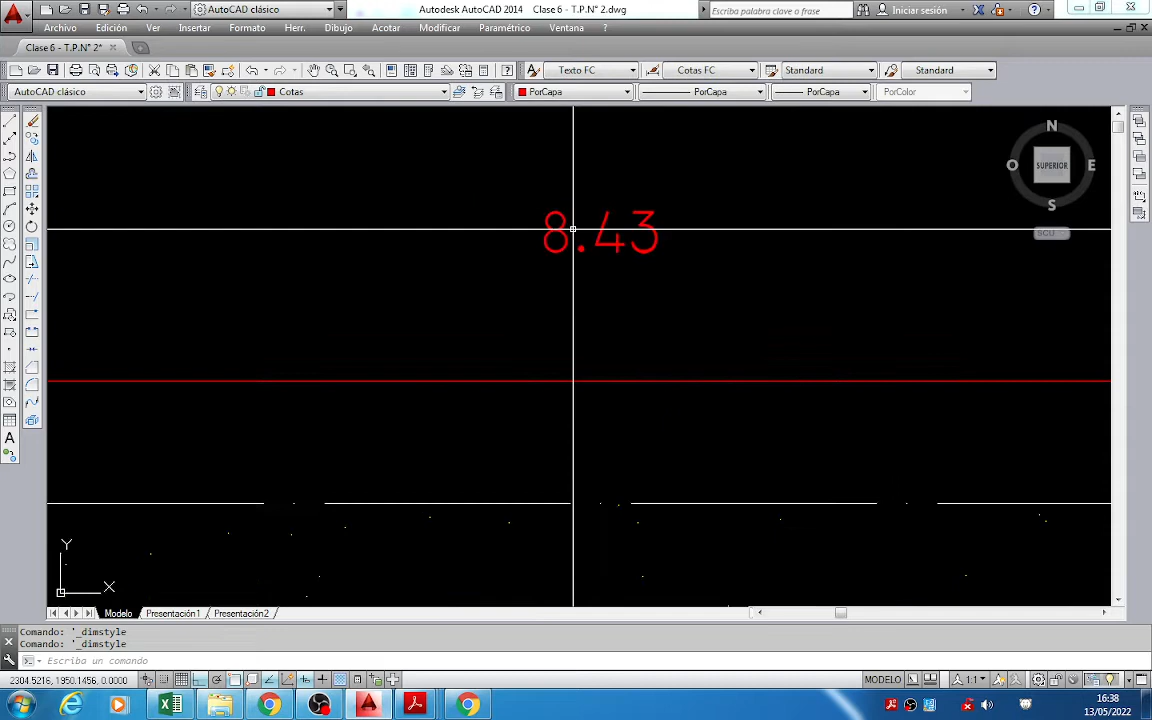 AutoCAD clásico
Autodesk AutoCAD 2014 Clase 6 - T.P.N° 2.dwg
Escriba palabra clave o frase
Iniciar sesión
Archivo Edición Ver Insertar Formato Herr. Dibujo Acotar Modificar Paramétrico Ventana ?
Clase 6 - T.P.N° 2*
Texto FC Cotas FC Standard Standard
AutoCAD clásico Cotas PorCapa PorCapa PorCapa PorColor
N
O SUPERIOR E
S
SCU
8.43
Y
X
Modelo Presentación1 Presentación2
Comando: '_dimstyle
Comando: '_dimstyle
Escriba un comando
2304.5216, 1950.1456, 0.0000 MODELO 1:1
16:38
13/05/2022